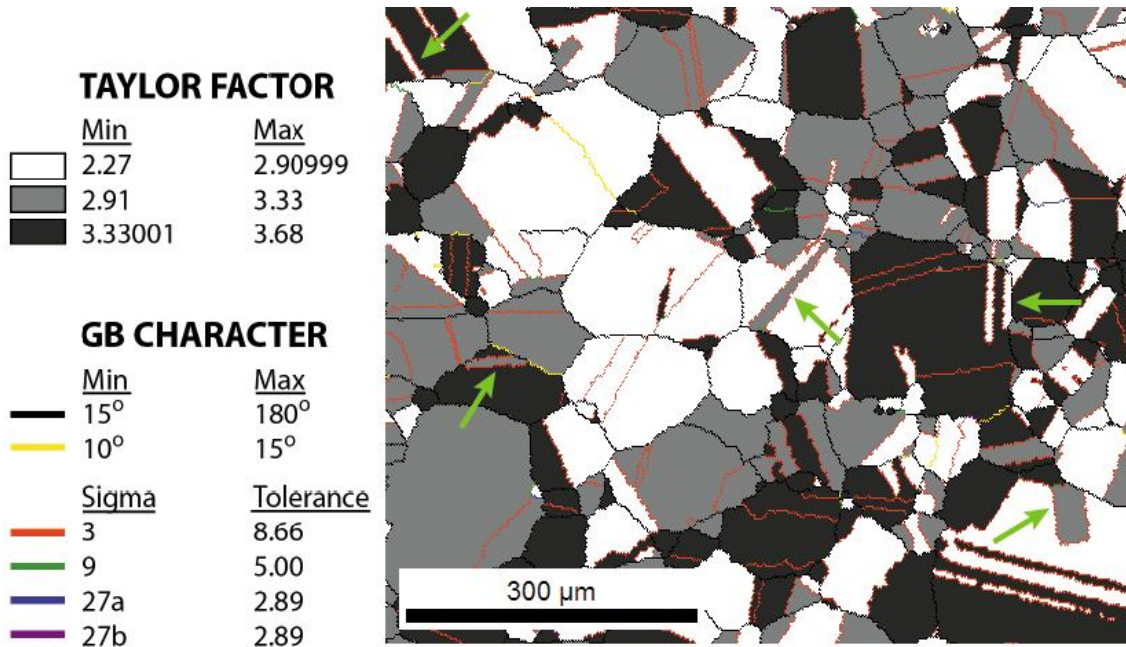 TAYLOR FACTOR
Min Max
2.27 2.90999
2.91 3.33
3.33001 3.68
GB CHARACTER
Min Max
15° 180°
10° 15°
Sigma Tolerance
3 8.66
9 5.00
27a 2.89
27b 2.89
300 µm